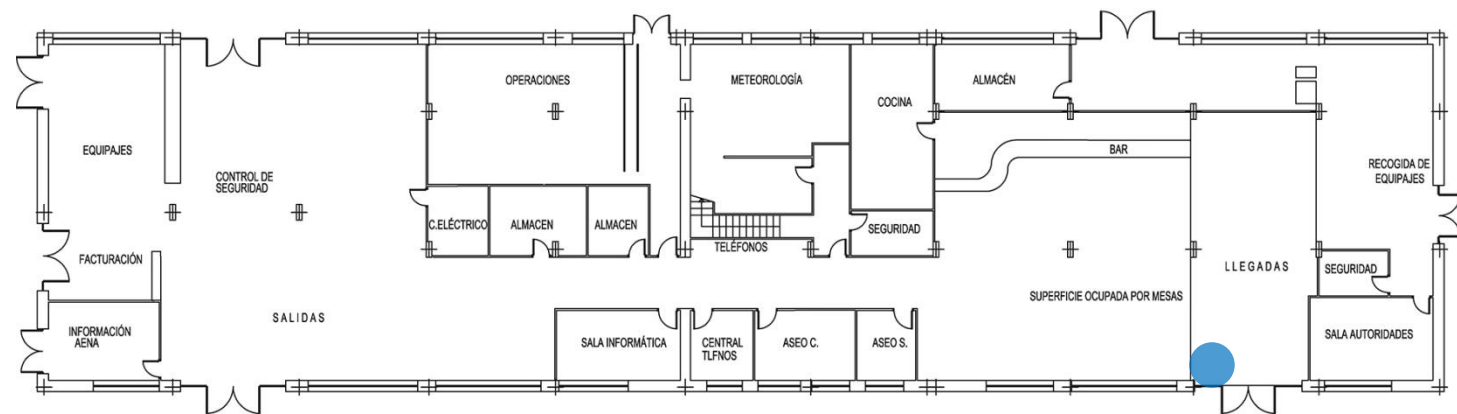 OPERACIONES
METEOROLOGÍA
ALMACÉN
COCINA
EQUIPAJES
BAR
RECOGIDA DE
EQUIPAJES
CONTROL DE
SEGURIDAD
C.ELÉCTRICO
ALMACEN
ALMACEN
SEGURIDAD
TELÉFONOS
FACTURACIÓN
LLEGADAS
SEGURIDAD
SUPERFICIE OCUPADA POR MESAS
SALIDAS
INFORMACIÓN
AENA
SALA INFORMÁTICA
CENTRAL
TLFNOS
ASEO C.
ASEO S.
SALA AUTORIDADES